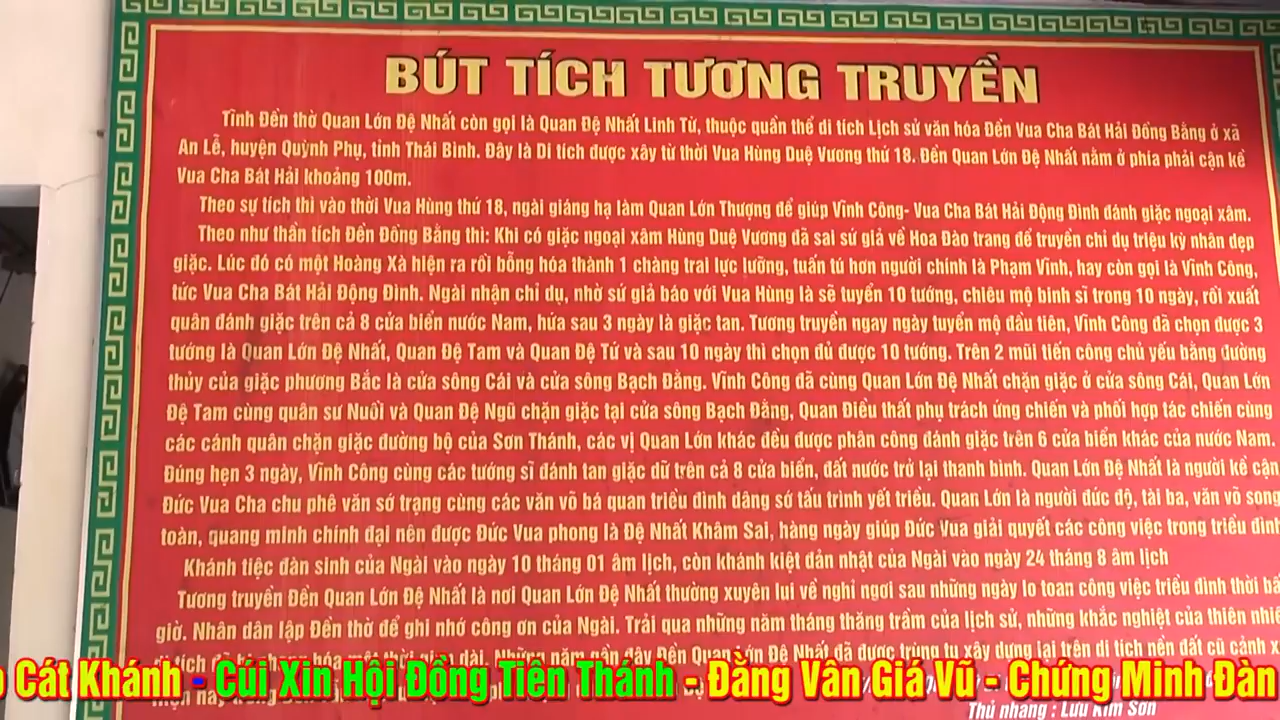 BÚT TÍCH TƯƠNG TRUYỀN
Tình Đền thờ Quan Lớn Đệ Nhất còn gọi là Quan Đệ Nhất Linh Từ, thuộc quần thể di tích Lịch sử văn hóa Đền Vua Cha Bát Hải Đồng Bằng ở xã
An Lễ, huyện Quỳnh Phụ, tỉnh Thái Bình. Đây là Di tích được xây từ thời Vua Hùng Duệ Vương thứ 18. Đền Quan Lớn Đệ Nhất nằm ở phía phải cận kề
Vua Cha Bát Hải khoảng 100m.
Theo sự tích thì vào thời Vua Hùng thứ 18, ngài giáng hạ làm Quan Lớn Thượng để giúp Vĩnh Công- Vua Cha Bát Hải Động Đình đánh giặc ngoại xâm.
Theo như thần tích Đền Đồng Bằng thì: Khi có giặc ngoại xâm Hùng Duệ Vương đã sai sứ giả về Hoa Đào trang để truyền chỉ dụ triệu kỳ nhân dẹp
giặc. Lúc đó có một Hoàng Xà hiện ra rồi bỗng hóa thành 1 chàng trai lực lưỡng, tuấn tú hơn người chính là Phạm Vĩnh, hay còn gọi là Vĩnh Công,
tức Vua Cha Bát Hải Động Đình. Ngài nhận chỉ dụ, nhờ sứ giả báo với Vua Hùng là sẽ tuyển 10 tướng, chiêu mộ binh sĩ trong 10 ngày, rồi xuất
quân đánh giặc trên cả 8 cửa biển nước Nam, hứa sau 3 ngày là giặc tan. Tương truyền ngay ngày tuyển mộ đầu tiên, Vĩnh Công đã chọn được 3
tướng là Quan Lớn Đệ Nhất, Quan Đệ Tam và Quan Đệ Tứ và sau 10 ngày thì chọn đủ được 10 tướng. Trên 2 mũi tiến công chủ yếu bằng đường
thủy của giặc phương Bắc là cửa sông Cái và cửa sông Bạch Đằng. Vĩnh Công đã cùng Quan Lớn Đệ Nhất chặn giặc ở cửa sông Cái, Quan Lớn
Đệ Tam cùng quân sư Nuồi và Quan Đệ Ngũ chặn giặc tại cửa sông Bạch Đằng, Quan Điều thất phụ trách ứng chiến và phối hợp tác chiến cùng
các cánh quân chặn giặc đường bộ của Sơn Thánh, các vị Quan Lớn khác đều được phân công đánh giặc trên 6 cửa biển khác của nước Nam.
Đúng hẹn 3 ngày, Vĩnh Công cùng các tướng sĩ đánh tan giặc dữ trên cả 8 cửa biển, đất nước trở lại thanh bình. Quan Lớn Đệ Nhất là người kề cận
Đức Vua Cha chu phê văn sớ trạng cùng các văn võ bá quan triều đình dâng sớ tấu trình yết triều. Quan Lớn là người đức độ, tài ba, văn võ song
toàn, quang minh chính đại nên được Đức Vua phong là Đệ Nhất Khâm Sai, hàng ngày giúp Đức Vua giải quyết các công việc trong triều đình
Khánh tiệc đàn sinh của Ngài vào ngày 10 tháng 01 âm lịch, còn khánh kiệt đản nhật của Ngài vào ngày 24 tháng 8 âm lịch
Tương truyền Đền Quan Lớn Đệ Nhất là nơi Quan Lớn Đệ Nhất thường xuyên lui về nghỉ ngơi sau những ngày lo toan công việc triều đình thời bấ
giờ. Nhân dân lập Đền thờ để ghi nhớ công ơn của Ngài. Trải qua những năm tháng thăng trầm của lịch sử, những khắc nghiệt của thiên nhiê
Những năm gần đây Đền Quan Lớn Đệ Nhất đã được trùng tu xây dựng lại trên di tích nền đất cũ cảnh x
Cát Khánh - Cúi Xin Hội Đồng Tiên Thánh - Đằng Vân Giá Vũ - Chứng Minh Đàn
Thủ nhang : Lưu Kim Sơn